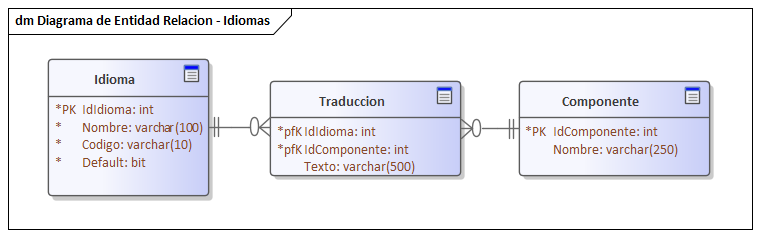 dm Diagrama de Entidad Relacion - Idiomas
Idioma
*PK IdIdioma: int
* Nombre: varchar(100)
* Codigo: varchar(10)
* Default: bit
Traduccion
*pfK IdIdioma: int
*pfK IdComponente: int
Texto: varchar(500)
Componente
*PK IdComponente: int
Nombre: varchar(250)